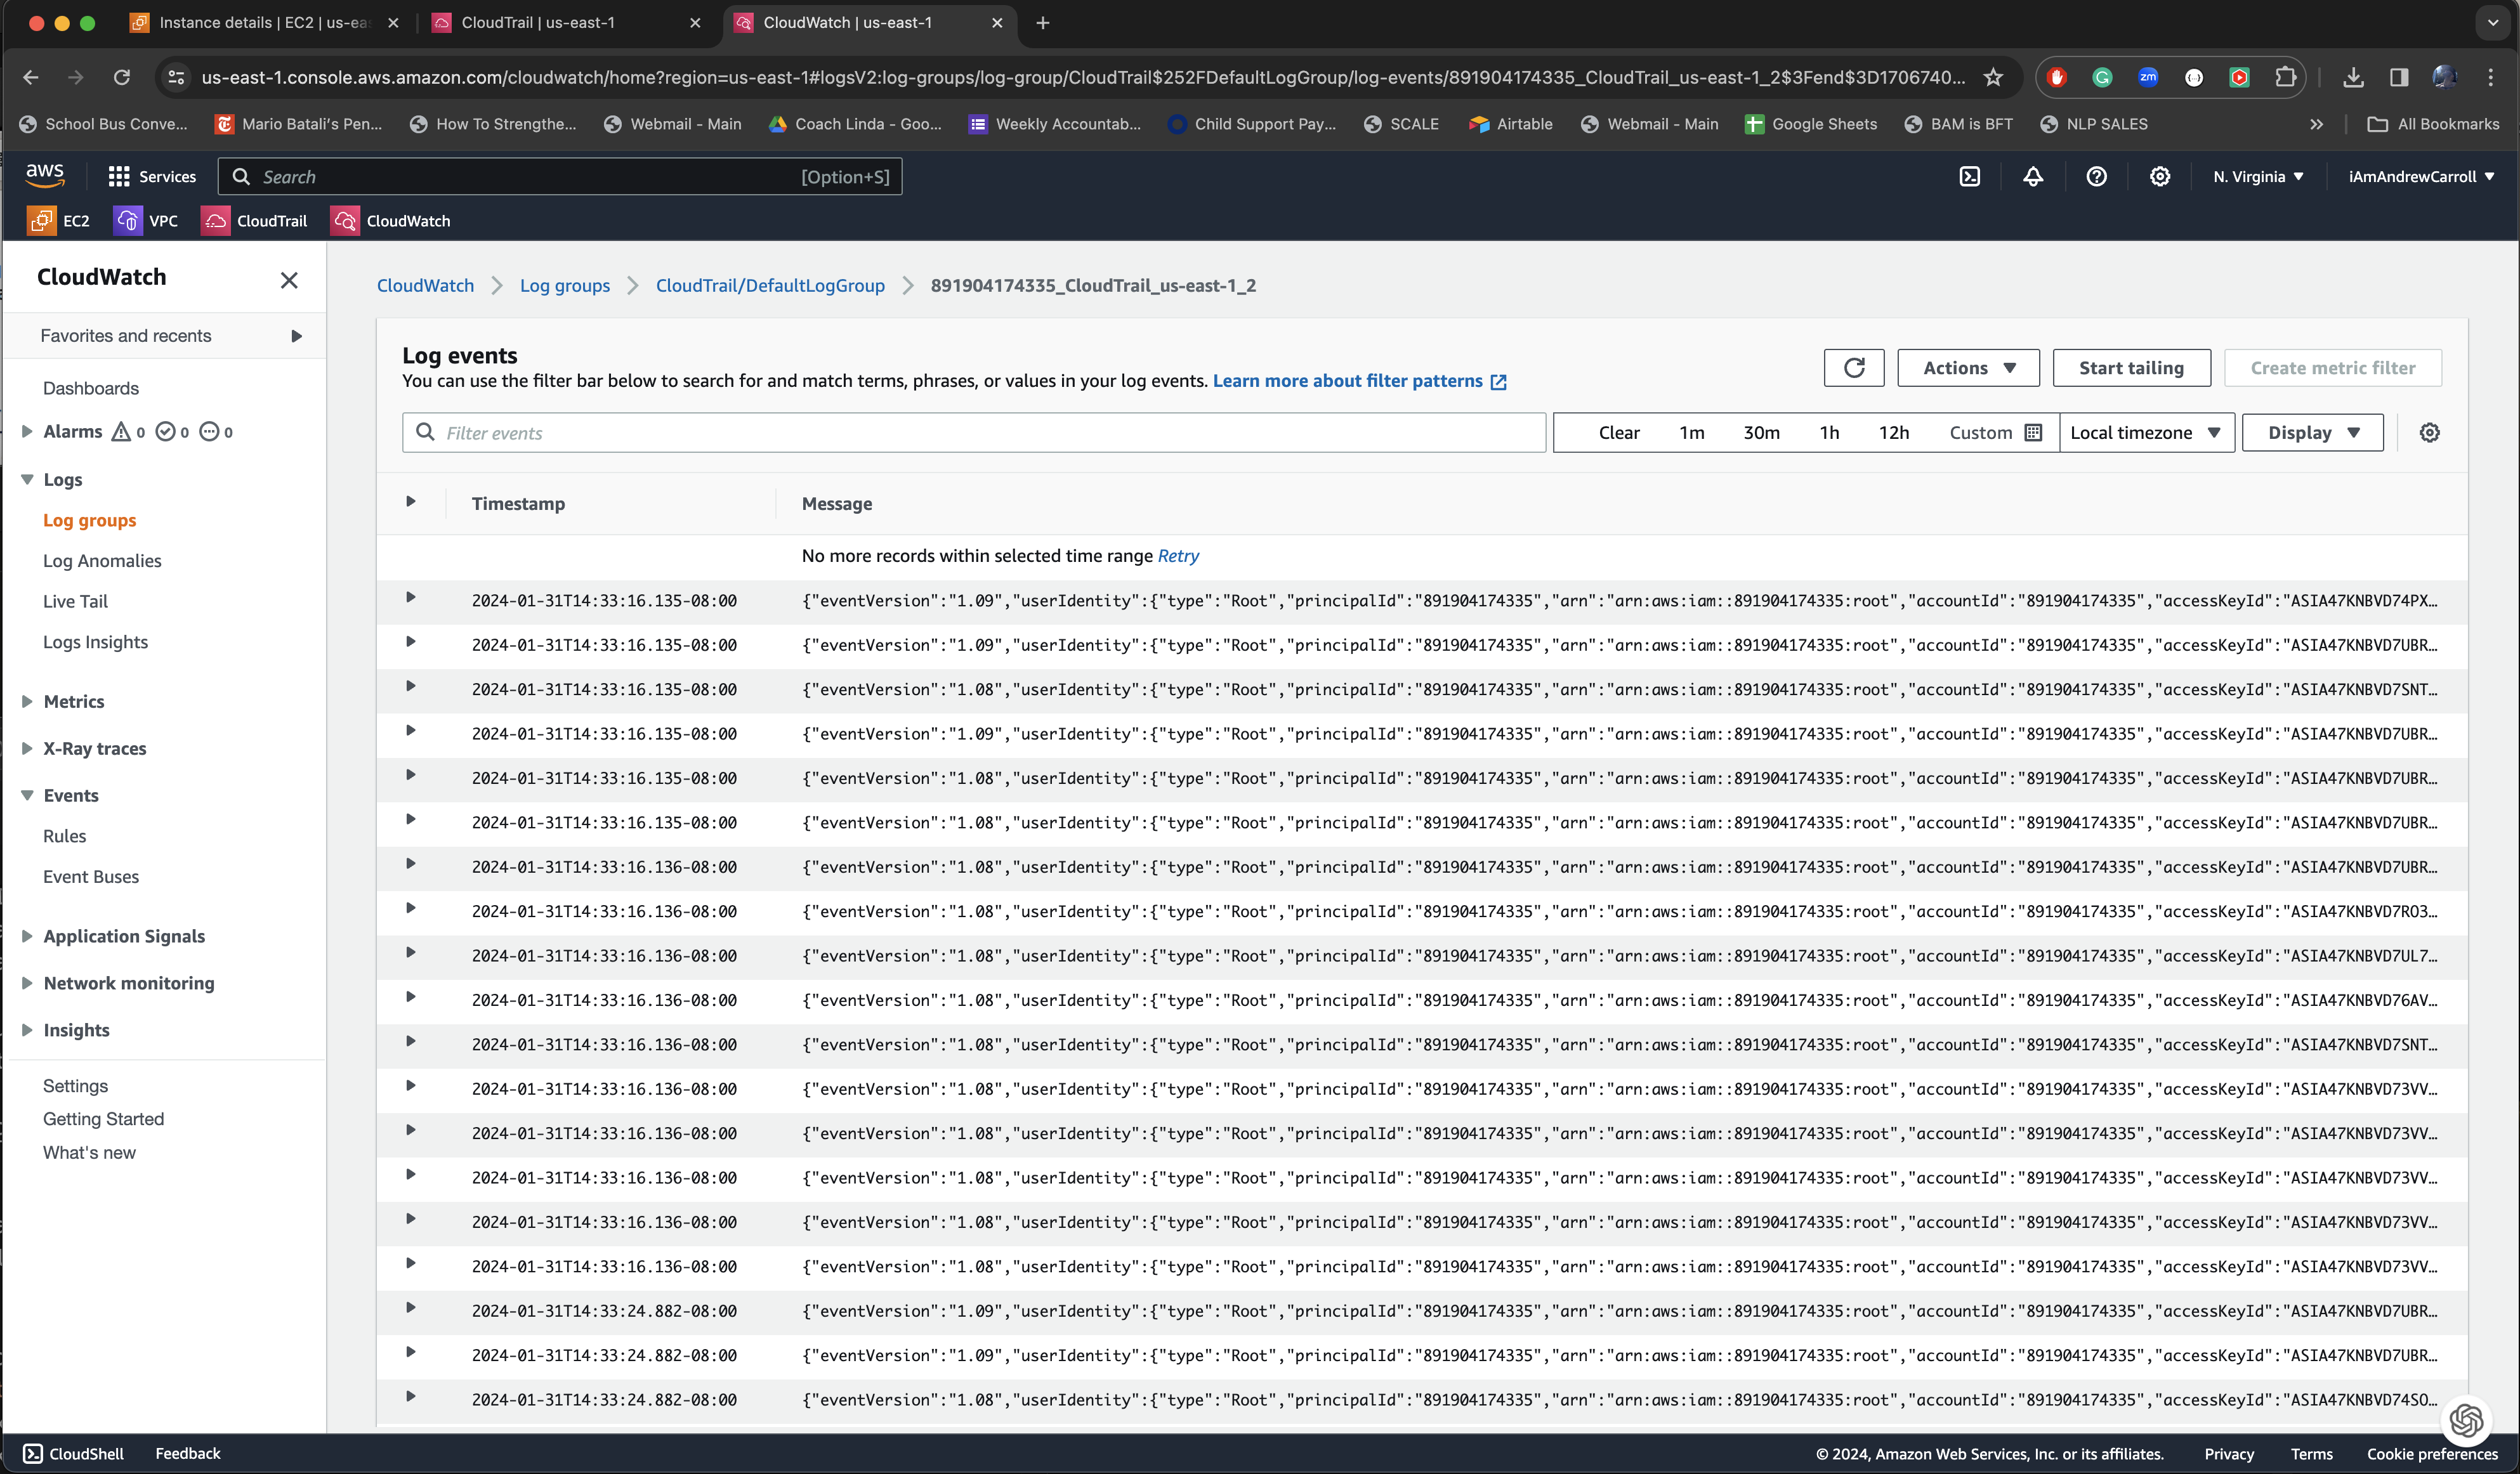 Instance details | EC2 | us-eas
CloudTrail | us-east-1
CloudWatch | us-east-1
us-east-1.console.aws.amazon.com/cloudwatch/home?region=us-east-1#logsV2:log-groups/log-group/CloudTrail$252FDefaultLogGroup/log-events/891904174335_CloudTrail_us-east-1_2$3Fend$3D1706740...
School Bus Conve...
Mario Batali's Pen...
How To Strengthe...
Webmail - Main
Coach Linda - Goo...
Weekly Accountab...
Child Support Pay...
SCALE
Airtable
Webmail - Main
Google Sheets
BAM is BFT
NLP SALES
All Bookmarks
aws
Services
Search
[Option+S]
N. Virginia
iAmAndrewCarroll
EC2
VPC
CloudTrail
CloudWatch
CloudWatch
Favorites and recents
Dashboards
Alarms 0 0 0
Logs
Log groups
Log Anomalies
Live Tail
Logs Insights
Metrics
X-Ray traces
Events
Rules
Event Buses
Application Signals
Network monitoring
Insights
Settings
Getting Started
What's new
CloudWatch
Log groups
CloudTrail/DefaultLogGroup
891904174335_CloudTrail_us-east-1_2
Log events
You can use the filter bar below to search for and match terms, phrases, or values in your log events. Learn more about filter patterns
Actions
Start tailing
Create metric filter
Filter events
Clear 1m 30m 1h 12h Custom
Local timezone
Display
Timestamp Message
No more records within selected time range Retry
2024-01-31T14:33:16.135-08:00 {"eventVersion":"1.09","userIdentity":{"type":"Root","principalId":"891904174335","arn":"arn:aws:iam::891904174335:root","accountId":"891904174335","accessKeyId":"ASIA47KNBVD74PX...
2024-01-31T14:33:16.135-08:00 {"eventVersion":"1.09","userIdentity":{"type":"Root","principalId":"891904174335","arn":"arn:aws:iam::891904174335:root","accountId":"891904174335","accessKeyId":"ASIA47KNBVD7UBR...
2024-01-31T14:33:16.135-08:00 {"eventVersion":"1.08","userIdentity":{"type":"Root","principalId":"891904174335","arn":"arn:aws:iam::891904174335:root","accountId":"891904174335","accessKeyId":"ASIA47KNBVD7SNT...
2024-01-31T14:33:16.135-08:00 {"eventVersion":"1.09","userIdentity":{"type":"Root","principalId":"891904174335","arn":"arn:aws:iam::891904174335:root","accountId":"891904174335","accessKeyId":"ASIA47KNBVD7UBR...
2024-01-31T14:33:16.135-08:00 {"eventVersion":"1.08","userIdentity":{"type":"Root","principalId":"891904174335","arn":"arn:aws:iam::891904174335:root","accountId":"891904174335","accessKeyId":"ASIA47KNBVD7UBR...
2024-01-31T14:33:16.135-08:00 {"eventVersion":"1.08","userIdentity":{"type":"Root","principalId":"891904174335","arn":"arn:aws:iam::891904174335:root","accountId":"891904174335","accessKeyId":"ASIA47KNBVD7UBR...
2024-01-31T14:33:16.136-08:00 {"eventVersion":"1.08","userIdentity":{"type":"Root","principalId":"891904174335","arn":"arn:aws:iam::891904174335:root","accountId":"891904174335","accessKeyId":"ASIA47KNBVD7UBR...
2024-01-31T14:33:16.136-08:00 {"eventVersion":"1.08","userIdentity":{"type":"Root","principalId":"891904174335","arn":"arn:aws:iam::891904174335:root","accountId":"891904174335","accessKeyId":"ASIA47KNBVD7RO3...
2024-01-31T14:33:16.136-08:00 {"eventVersion":"1.08","userIdentity":{"type":"Root","principalId":"891904174335","arn":"arn:aws:iam::891904174335:root","accountId":"891904174335","accessKeyId":"ASIA47KNBVD7UL7...
2024-01-31T14:33:16.136-08:00 {"eventVersion":"1.08","userIdentity":{"type":"Root","principalId":"891904174335","arn":"arn:aws:iam::891904174335:root","accountId":"891904174335","accessKeyId":"ASIA47KNBVD76AV...
2024-01-31T14:33:16.136-08:00 {"eventVersion":"1.08","userIdentity":{"type":"Root","principalId":"891904174335","arn":"arn:aws:iam::891904174335:root","accountId":"891904174335","accessKeyId":"ASIA47KNBVD7SNT...
2024-01-31T14:33:16.136-08:00 {"eventVersion":"1.08","userIdentity":{"type":"Root","principalId":"891904174335","arn":"arn:aws:iam::891904174335:root","accountId":"891904174335","accessKeyId":"ASIA47KNBVD73VV...
2024-01-31T14:33:16.136-08:00 {"eventVersion":"1.08","userIdentity":{"type":"Root","principalId":"891904174335","arn":"arn:aws:iam::891904174335:root","accountId":"891904174335","accessKeyId":"ASIA47KNBVD73VV...
2024-01-31T14:33:16.136-08:00 {"eventVersion":"1.08","userIdentity":{"type":"Root","principalId":"891904174335","arn":"arn:aws:iam::891904174335:root","accountId":"891904174335","accessKeyId":"ASIA47KNBVD73VV...
2024-01-31T14:33:16.136-08:00 {"eventVersion":"1.08","userIdentity":{"type":"Root","principalId":"891904174335","arn":"arn:aws:iam::891904174335:root","accountId":"891904174335","accessKeyId":"ASIA47KNBVD73VV...
2024-01-31T14:33:16.136-08:00 {"eventVersion":"1.08","userIdentity":{"type":"Root","principalId":"891904174335","arn":"arn:aws:iam::891904174335:root","accountId":"891904174335","accessKeyId":"ASIA47KNBVD73VV...
2024-01-31T14:33:24.882-08:00 {"eventVersion":"1.09","userIdentity":{"type":"Root","principalId":"891904174335","arn":"arn:aws:iam::891904174335:root","accountId":"891904174335","accessKeyId":"ASIA47KNBVD7UBR...
2024-01-31T14:33:24.882-08:00 {"eventVersion":"1.09","userIdentity":{"type":"Root","principalId":"891904174335","arn":"arn:aws:iam::891904174335:root","accountId":"891904174335","accessKeyId":"ASIA47KNBVD7UBR...
2024-01-31T14:33:24.882-08:00 {"eventVersion":"1.08","userIdentity":{"type":"Root","principalId":"891904174335","arn":"arn:aws:iam::891904174335:root","accountId":"891904174335","accessKeyId":"ASIA47KNBVD74SO...
CloudShell
Feedback
© 2024, Amazon Web Services, Inc. or its affiliates.
Privacy
Terms
Cookie preferences